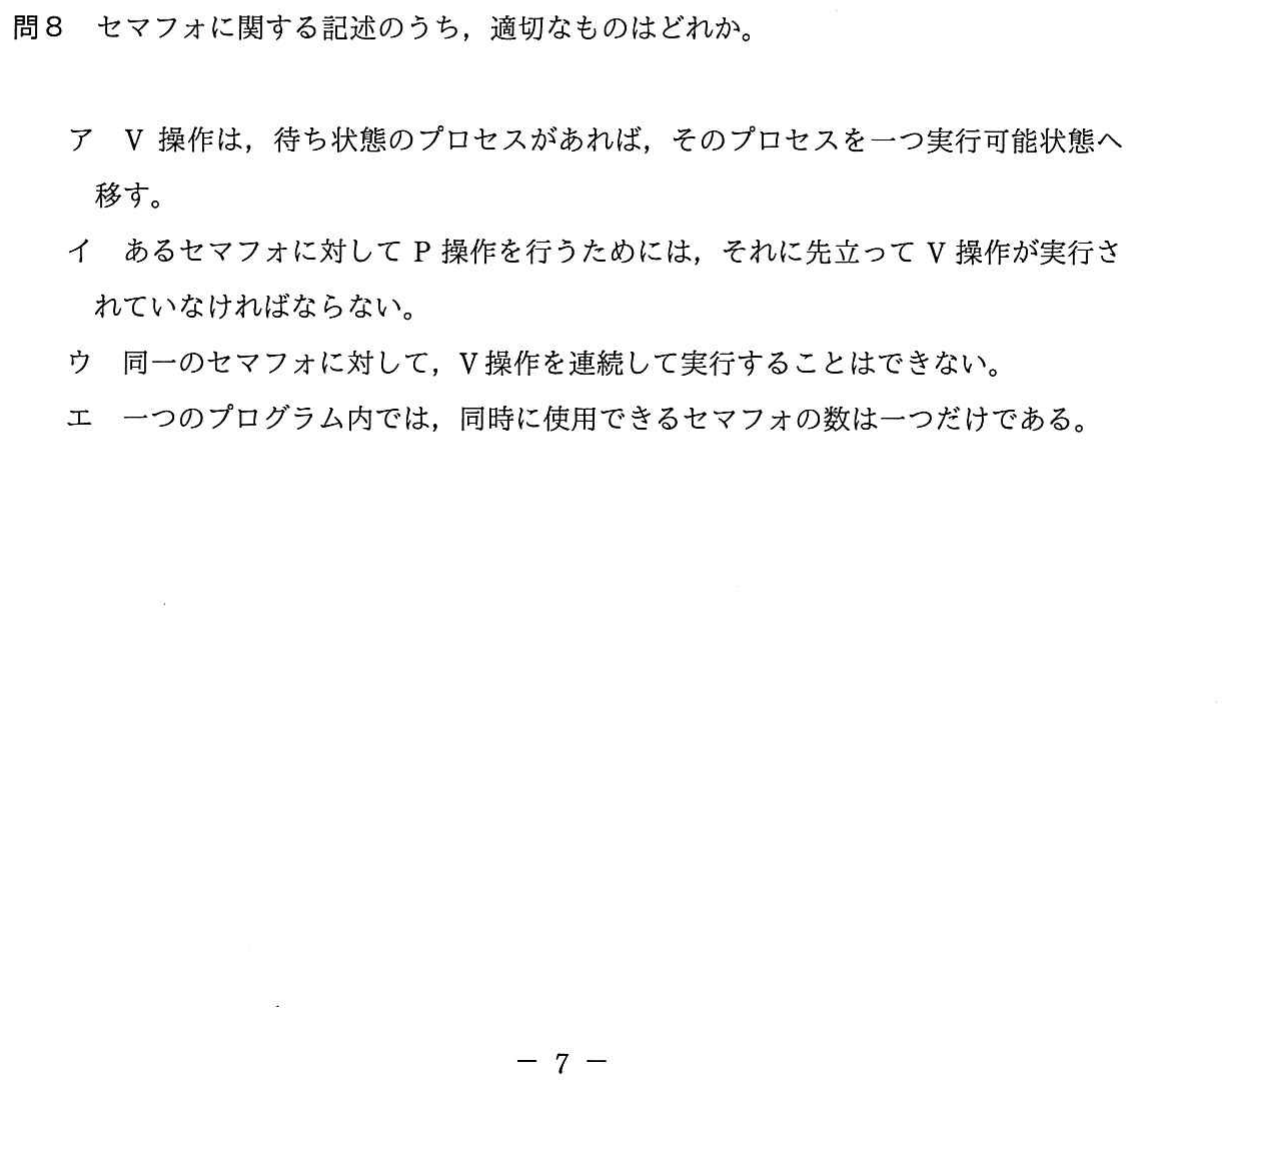 問8　セマフォに関する記述のうち，適切なものはどれか。
ア　V 操作は，待ち状態のプロセスがあれば，そのプロセスを一つ実行可能状態へ
移す。
イ　あるセマフォに対して P 操作を行うためには，それに先立って V 操作が実行さ
れていなければならない。
ウ　同一のセマフォに対して，V操作を連続して実行することはできない。
エ　一つのプログラム内では，同時に使用できるセマフォの数は一つだけである。
－ 7 －